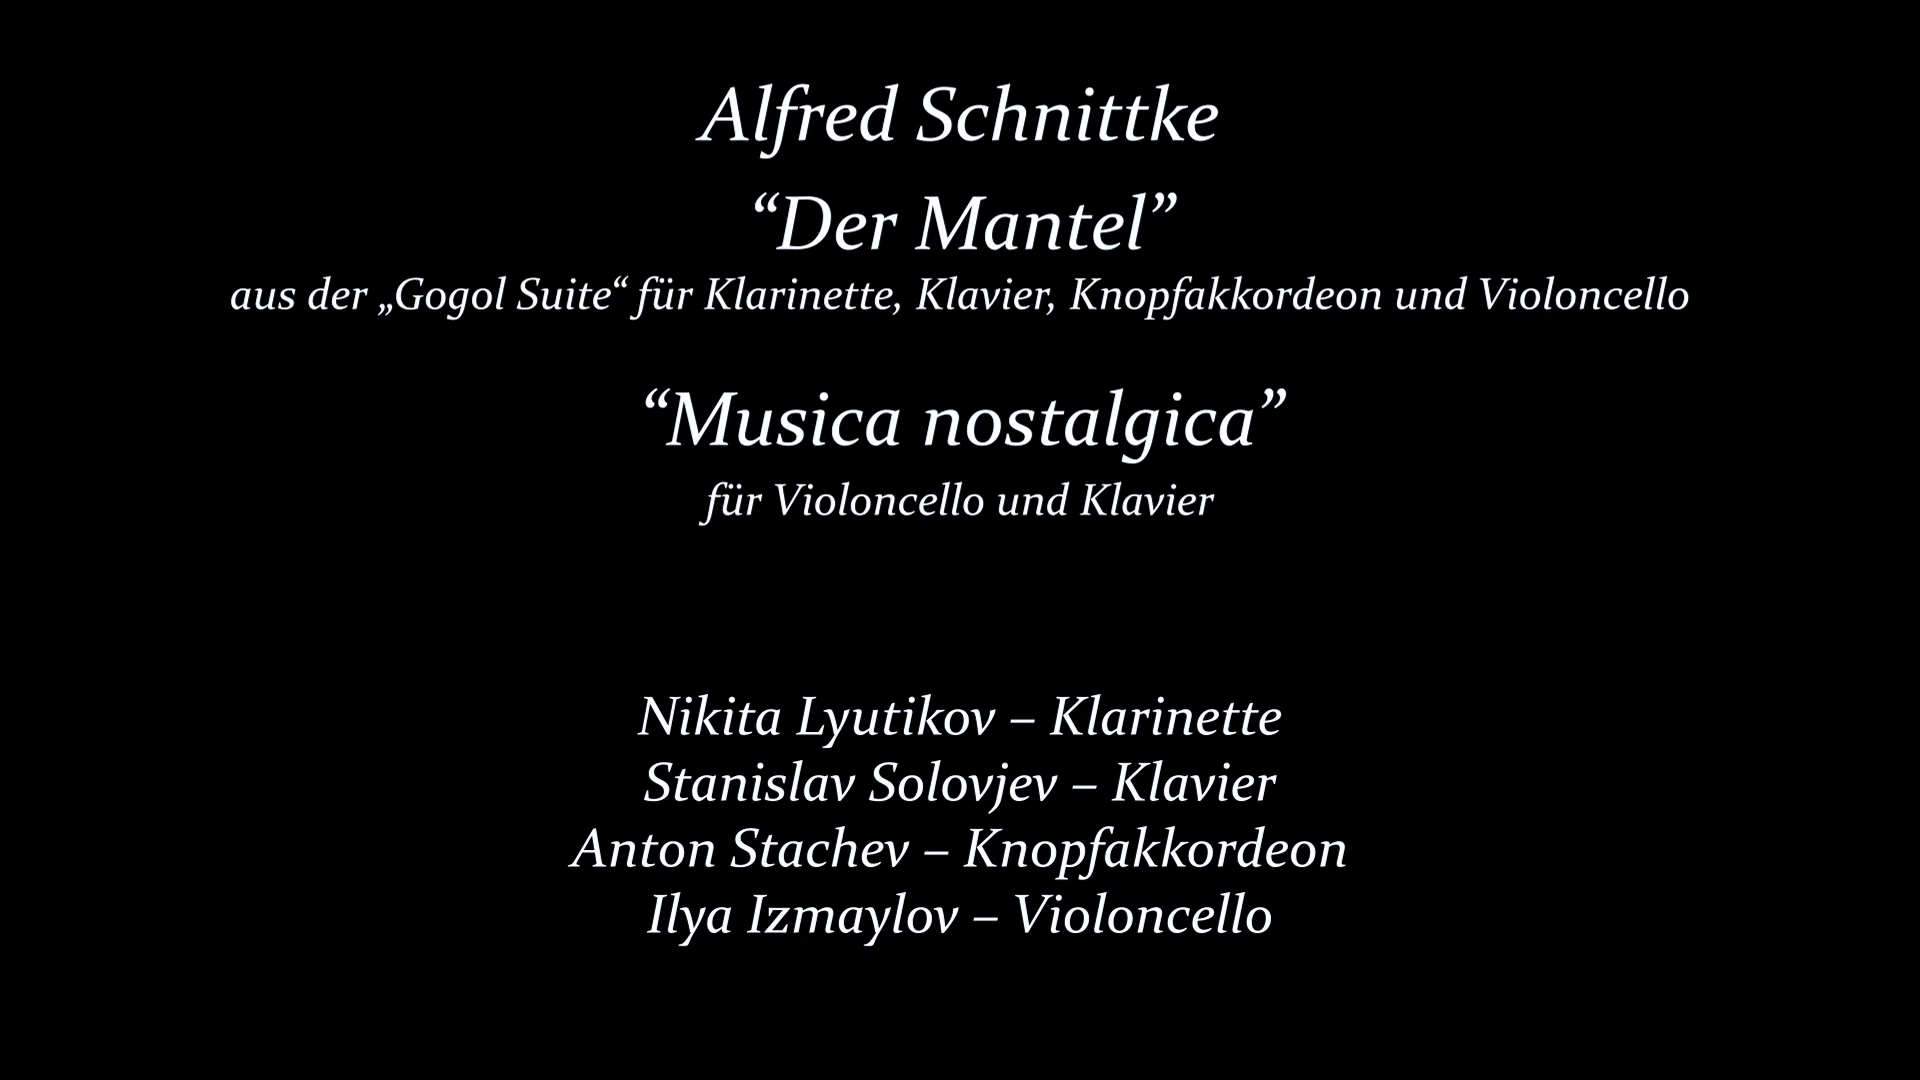 Alfred Schnittke
“Der Mantel”
aus der „Gogol Suite“ für Klarinette, Klavier, Knopfakkordeon und Violoncello
“Musica nostalgica”
für Violoncello und Klavier
Nikita Lyutikov – Klarinette
Stanislav Solovjev – Klavier
Anton Stachev – Knopfakkordeon
Ilya Izmaylov – Violoncello